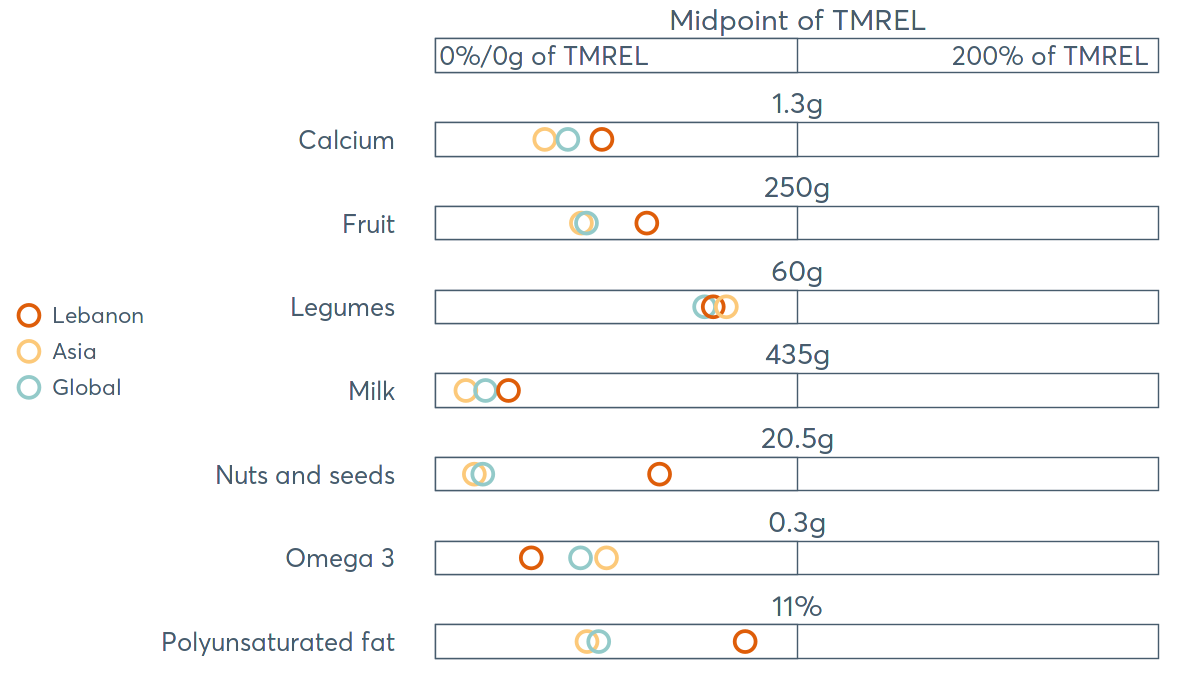 Midpoint of TMREL
0%/0g of TMREL 200% of TMREL
1.3g
Calcium
250g
Fruit
60g
Legumes
Lebanon
Asia
Global
435g
Milk
20.5g
Nuts and seeds
0.3g
Omega 3
11%
Polyunsaturated fat